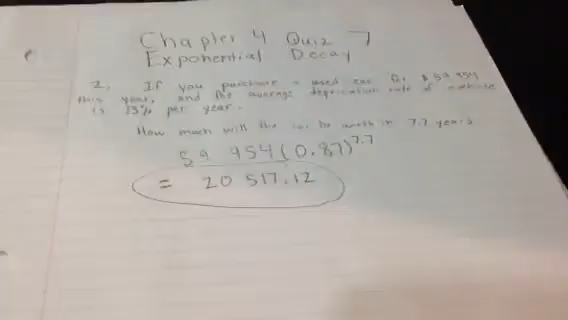 Chapter 4 Quiz 7
Exponential Decay
2. If you purchase a used car for $59 954
this year, and the average depriciation rate of a vehicle
is 13% per year.
How much will the car be worth in 7.7 years
59 954(0.87)^7.7
= 20 517.12